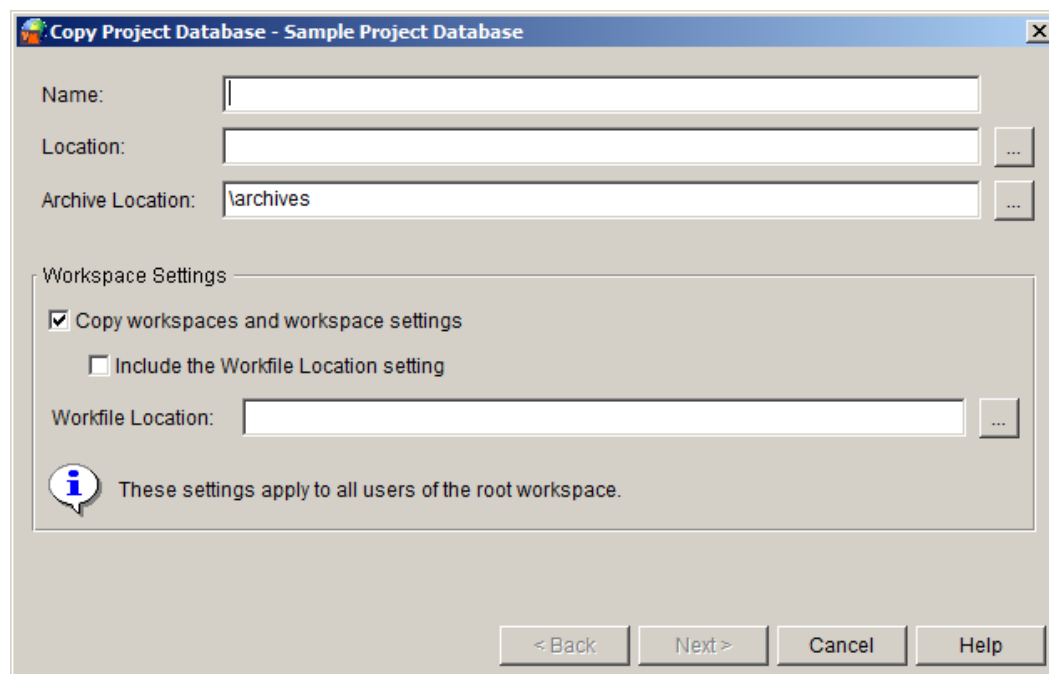 Copy Project Database - Sample Project Database
Name:
Location:
...
Archive Location: \archives
...
Workspace Settings
Copy workspaces and workspace settings
Include the Workfile Location setting
Workfile Location:
...
These settings apply to all users of the root workspace.
< Back Next > Cancel Help